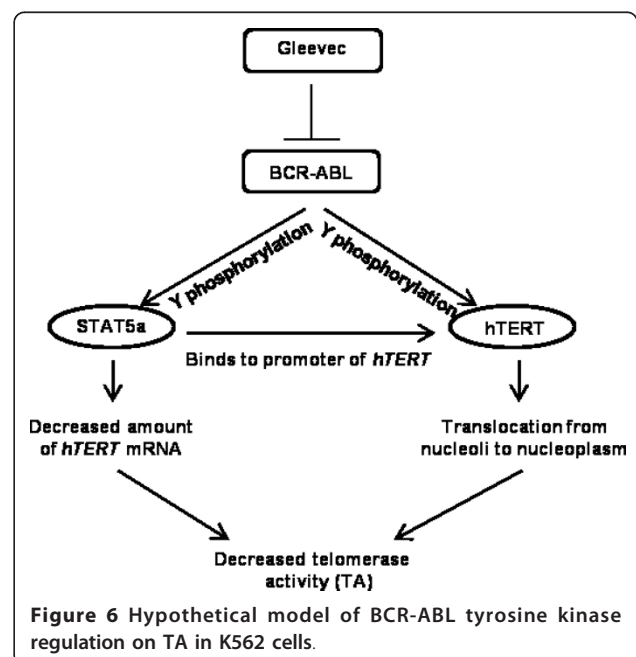 Gleevec
BCR-ABL
Y phosphorylation
Y phosphorylation
STAT5a
hTERT
Binds to promoter of hTERT
Decreased amount
of hTERT mRNA
Translocation from
nucleoli to nucleoplasm
Decreased telomerase
activity (TA)
Figure 6 Hypothetical model of BCR-ABL tyrosine kinase
regulation on TA in K562 cells.